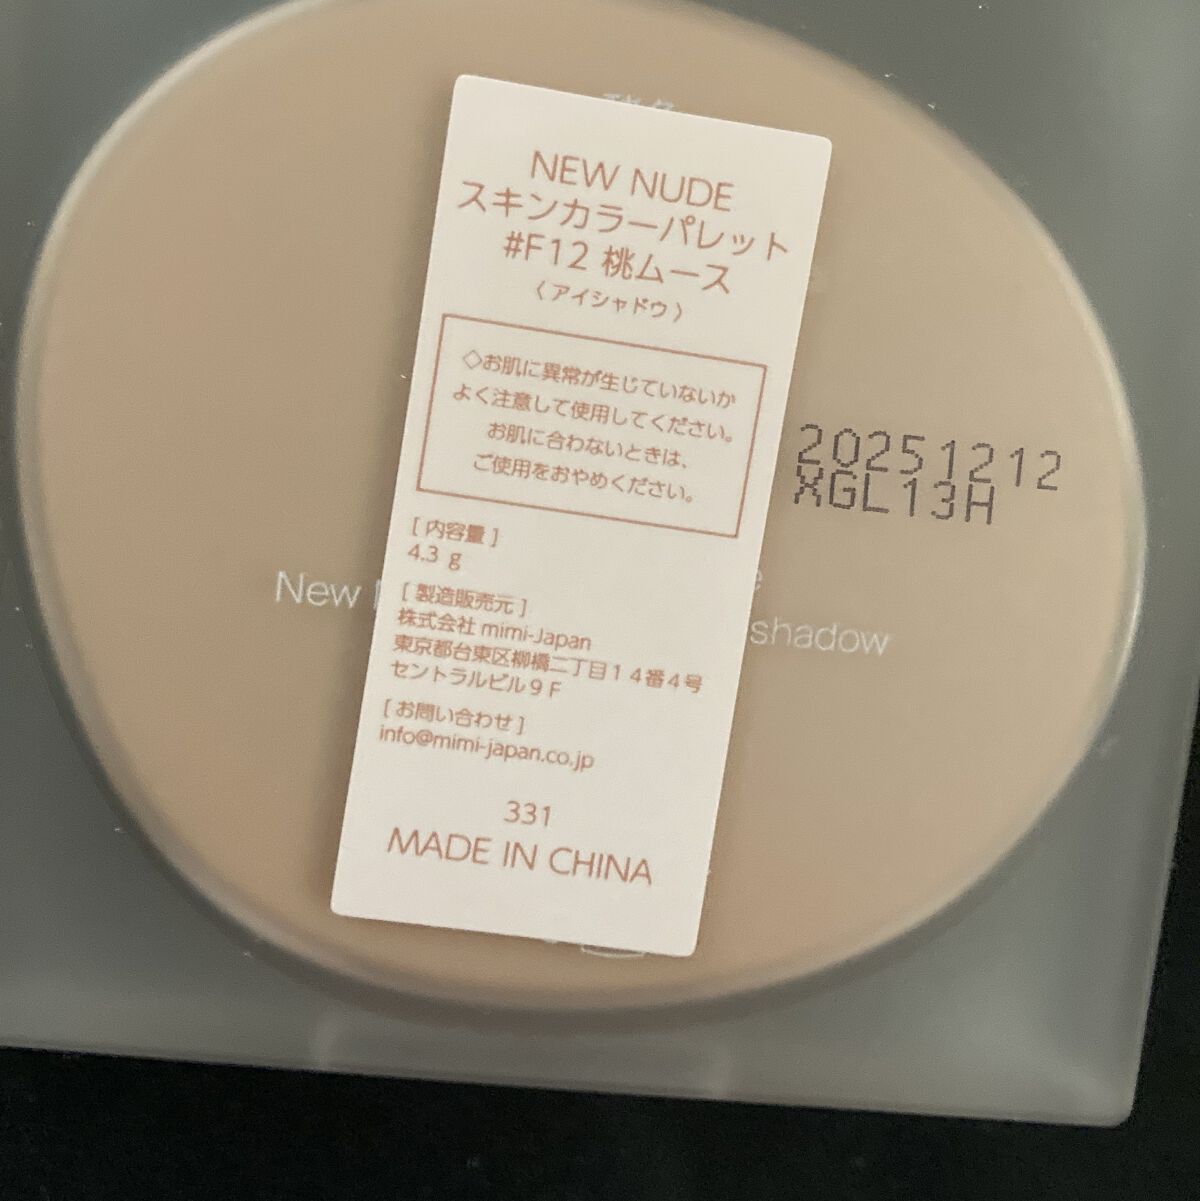 NEW NUDE
スキンカラーパレット
#F12 桃ムース
〈アイシャドウ〉
◇お肌に異常が生じていないか
よく注意して使用してください。
お肌に合わないときは、
ご使用をおやめください。
[内容量]
4.3 g
[製造販売元]
株式会社 mimi-Japan
東京都台東区柳橋二丁目14番4号
セントラルビル9F
[お問い合わせ]
info@mimi-japan.co.jp
331
MADE IN CHINA
20251212
XGL13H
New
shadow